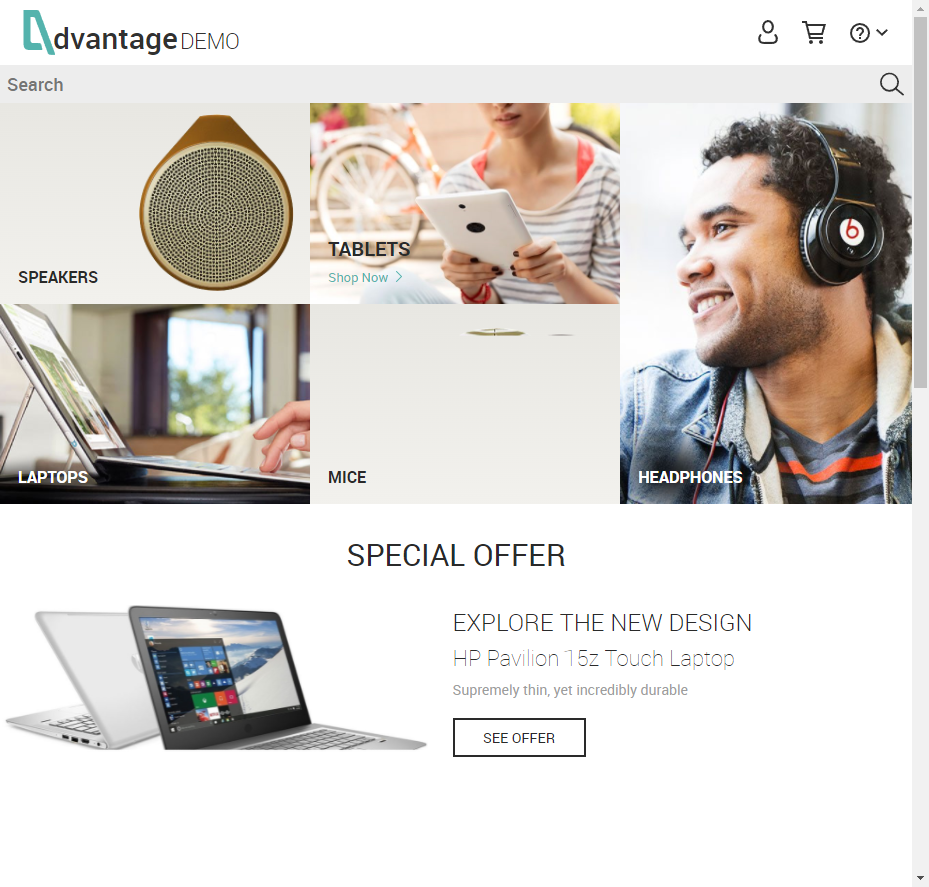 dvantage DEMO
Search
SPEAKERS
TABLETS
Shop Now
LAPTOPS
MICE
HEADPHONES
SPECIAL OFFER
EXPLORE THE NEW DESIGN
HP Pavilion 15z Touch Laptop
Supremely thin, yet incredibly durable
SEE OFFER